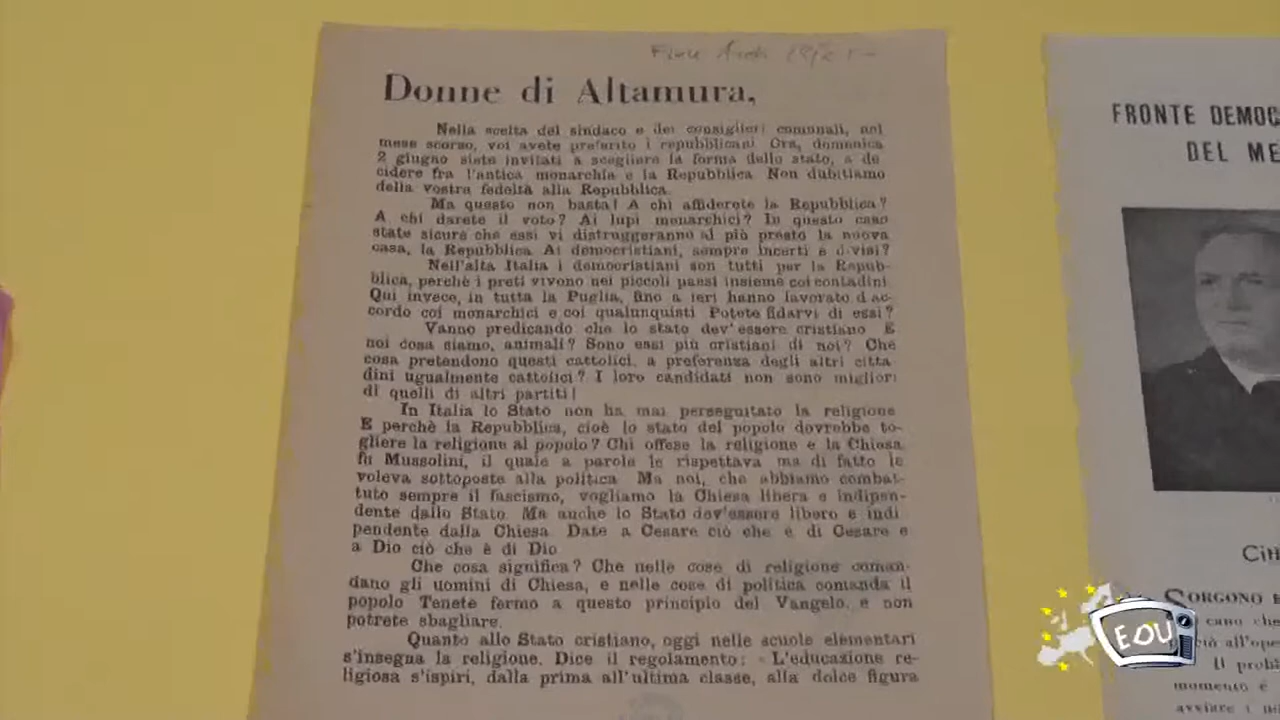 Donne di Altamura,
Nella scelta del sindaco e dei consiglieri comunali, nel
mese scorso, voi avete preferito i repubblicani. Ora, domenica
2 giugno siete invitati a scegliere la forma dello stato, a de
cidere fra l'antica monarchia e la Repubblica. Non dubitiamo
della vostra fedeltà alla Repubblica.
Ma questo non basta! A chi affiderete la Repubblica?
A chi darete il voto? Ai lupi monarchici? In questo caso
state sicure che essi vi distruggeranno al più presto la nuova
casa, la Repubblica. Ai democristiani, sempre incerti e divisi?
Nell'alta Italia i democristiani son tutti per la Repub-
blica, perchè i preti vivono nei piccoli paesi insieme coi contadini.
Qui invece, in tutta la Puglia, fino a ieri hanno lavorato d'ac-
cordo coi monarchici e coi qualunquisti. Potete fidarvi di essi?
Vanno predicando che lo stato dev'essere cristiano. E
noi cosa siamo, animali? Sono essi più cristiani di noi? Che
cosa pretendono questi cattolici, a preferenza degli altri citta
dini ugualmente cattolici? I loro candidati non sono migliori
di quelli di altri partiti!
In Italia lo Stato non ha mai perseguitato la religione
E perchè la Repubblica, cioè lo stato del popolo dovrebbe to-
gliere la religione al popolo? Chi offese la religione e la Chiesa
fu Mussolini, il quale a parole le rispettava ma di fatto le
voleva sottoposte alla politica. Ma noi, che abbiamo combat-
tuto sempre il fascismo, vogliamo la Chiesa libera e indipen-
dente dallo Stato. Ma anche lo Stato dev'essere libero e indi
pendente dalla Chiesa. Date a Cesare ciò che è di Cesare e
a Dio ciò che è di Dio
Che cosa significa? Che nelle cose di religione coman-
dano gli uomini di Chiesa, e nelle cose di politica comanda il
popolo. Tenete fermo a questo principio del Vangelo, e non
potrete sbagliare.
Quanto allo Stato cristiano, oggi nelle scuole elementari
s'insegna la religione. Dice il regolamento: «L'educazione re-
ligiosa s'ispiri, dalla prima all'ultima classe, alla dolce figura
FRONTE DEMOC
DEL ME
SORGONO
cano che
ciò all'ope
Il probl
momento è
avviare i
EDU